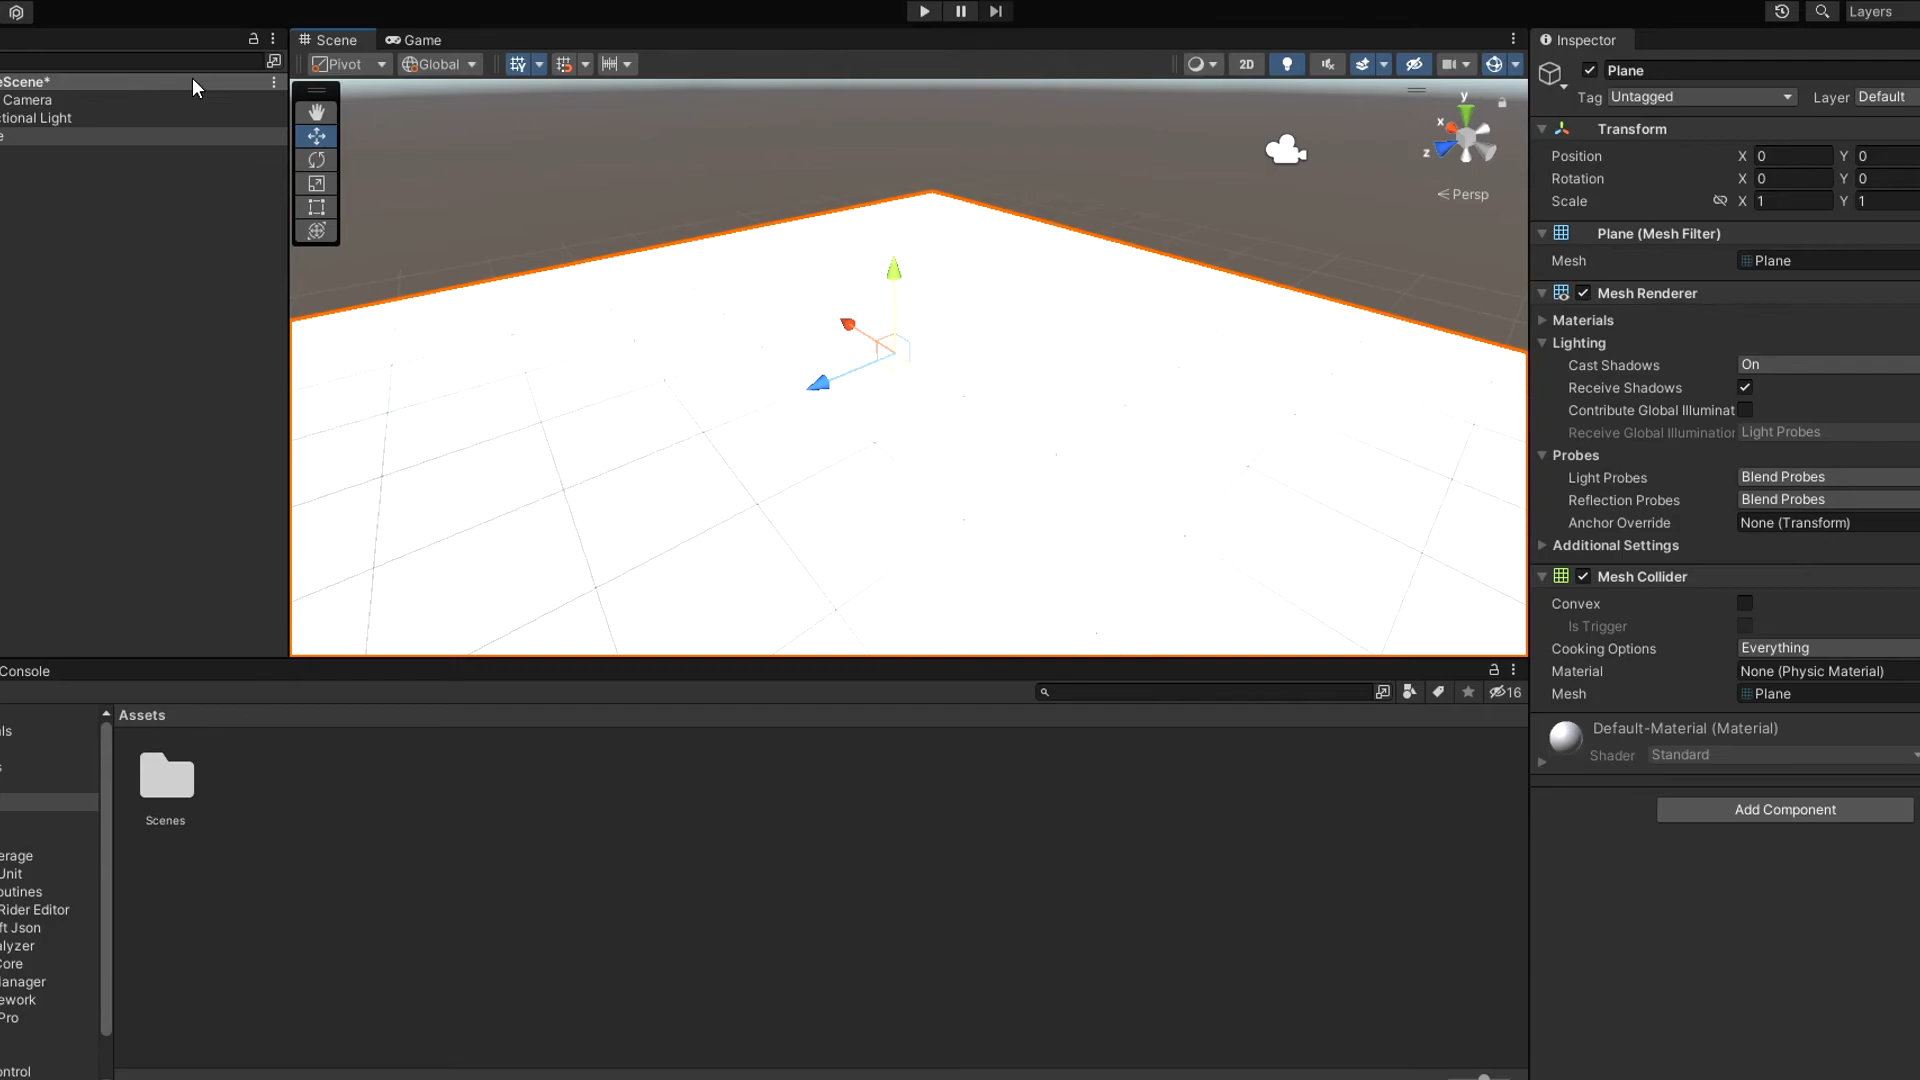 Layers
Scene
Game
Inspector
Pivot
Global
2D
Plane
eScene*
Camera
tional Light
e
Tag Untagged Layer Default
Transform
Position X 0 Y 0
Rotation X 0 Y 0
Scale X 1 Y 1
y
x
z
< Persp
Plane (Mesh Filter)
Mesh Plane
Mesh Renderer
Materials
Lighting
Cast Shadows On
Receive Shadows
Contribute Global Illuminat
Receive Global Illumination Light Probes
Probes
Light Probes Blend Probes
Reflection Probes Blend Probes
Anchor Override None (Transform)
Additional Settings
Mesh Collider
Convex
Is Trigger
Cooking Options Everything
Material None (Physic Material)
Mesh Plane
Default-Material (Material)
Shader Standard
Add Component
Console
16
Assets
Scenes
ls
s
erage
Unit
outines
Rider Editor
ft Json
alyzer
Core
Manager
ework
Pro
ontrol